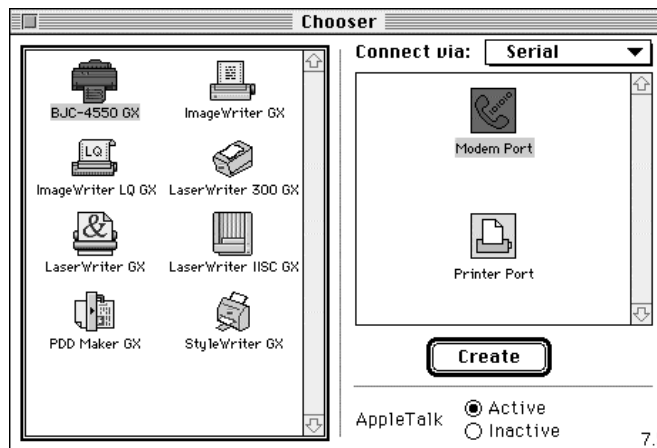 Chooser
BJC-4550 GX
ImageWriter GX
LQ
ImageWriter LQ GX
LaserWriter 300 GX
&
LaserWriter GX
LaserWriter IISC GX
PDD Maker GX
StyleWriter GX
Connect via:
Serial
Modem Port
Printer Port
Create
AppleTalk
Active
Inactive
7.